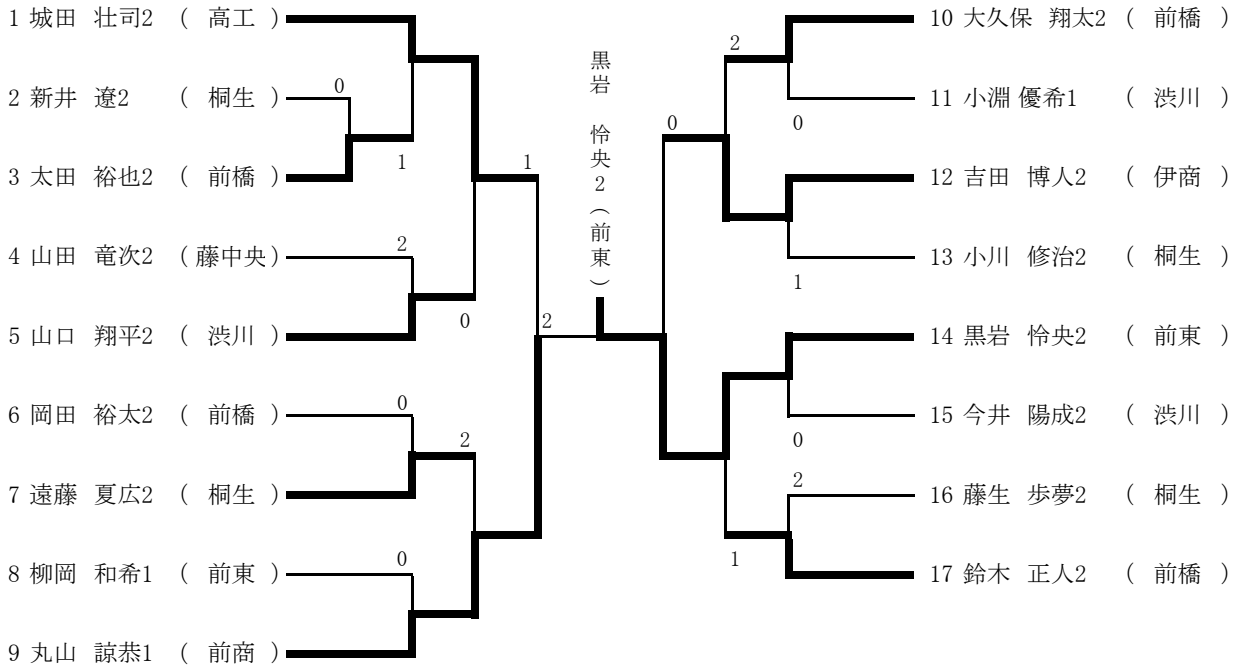 1 城田 壮司2 ( 高工 )
0
2 新井 遼2 ( 桐生 )
1
3 太田 裕也2 ( 前橋 )
1
4 山田 竜次2 ( 藤中央 )
2
0
5 山口 翔平2 ( 渋川 )
2
6 岡田 裕太2 ( 前橋 )
0
2
7 遠藤 夏広2 ( 桐生 )
0
8 柳岡 和希1 ( 前東 )
9 丸山 諒恭1 ( 前商 )
黒岩 怜央2(前東)
10 大久保 翔太2 ( 前橋 )
2
11 小淵 優希1 ( 渋川 )
0
0
12 吉田 博人2 ( 伊商 )
13 小川 修治2 ( 桐生 )
1
14 黒岩 怜央2 ( 前東 )
15 今井 陽成2 ( 渋川 )
0
2
16 藤生 歩夢2 ( 桐生 )
1
17 鈴木 正人2 ( 前橋 )